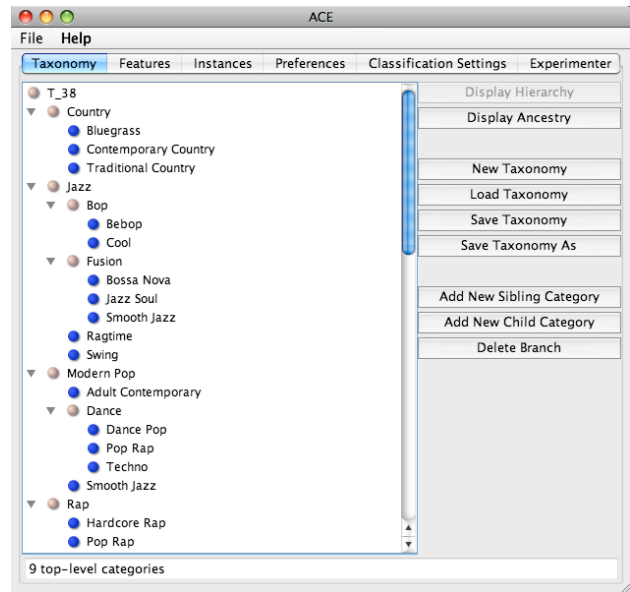 ACE
File Help
Taxonomy Features Instances Preferences Classification Settings Experimenter
T_38
Country
Bluegrass
Contemporary Country
Traditional Country
Jazz
Bop
Bebop
Cool
Fusion
Bossa Nova
Jazz Soul
Smooth Jazz
Ragtime
Swing
Modern Pop
Adult Contemporary
Dance
Dance Pop
Pop Rap
Techno
Smooth Jazz
Rap
Hardcore Rap
Pop Rap
Display Hierarchy
Display Ancestry
New Taxonomy
Load Taxonomy
Save Taxonomy
Save Taxonomy As
Add New Sibling Category
Add New Child Category
Delete Branch
9 top-level categories